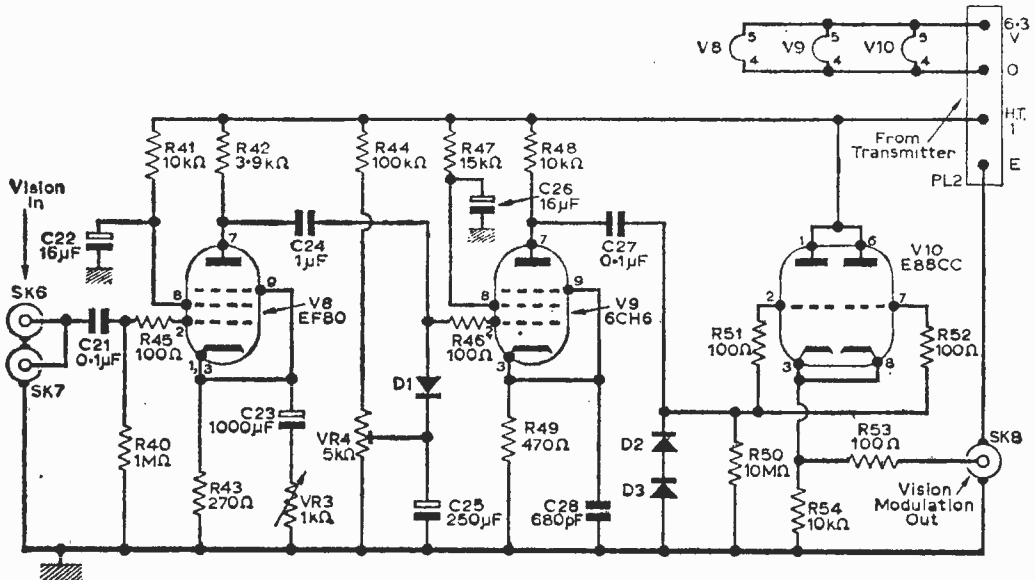 6·3
V
V8
5
4
V9
5
4
V10
5
4
O
H.T.
1
From
Transmitter
E
PL2
R41
10kΩ
R42
3·9kΩ
R44
100kΩ
R47
15kΩ
R48
10kΩ
Vision
In
C26
16µF
C22
16µF
C24
1µF
C27
0·1µF
7
7
1
6
V10
E88CC
SK6
8
9
V8
EF80
8
9
V9
6CH6
2
7
C21
0·1µF
R45
100Ω
2
R46
100Ω
R51
100Ω
R52
100Ω
SK7
1,3
3
3
8
D1
C23
1000µF
VR4
5kΩ
R49
470Ω
D2
R53
100Ω
SK8
R40
1MΩ
R43
270Ω
VR3
1kΩ
C25
250µF
C28
680pF
D3
R50
10MΩ
R54
10kΩ
Vision
Modulation
Out